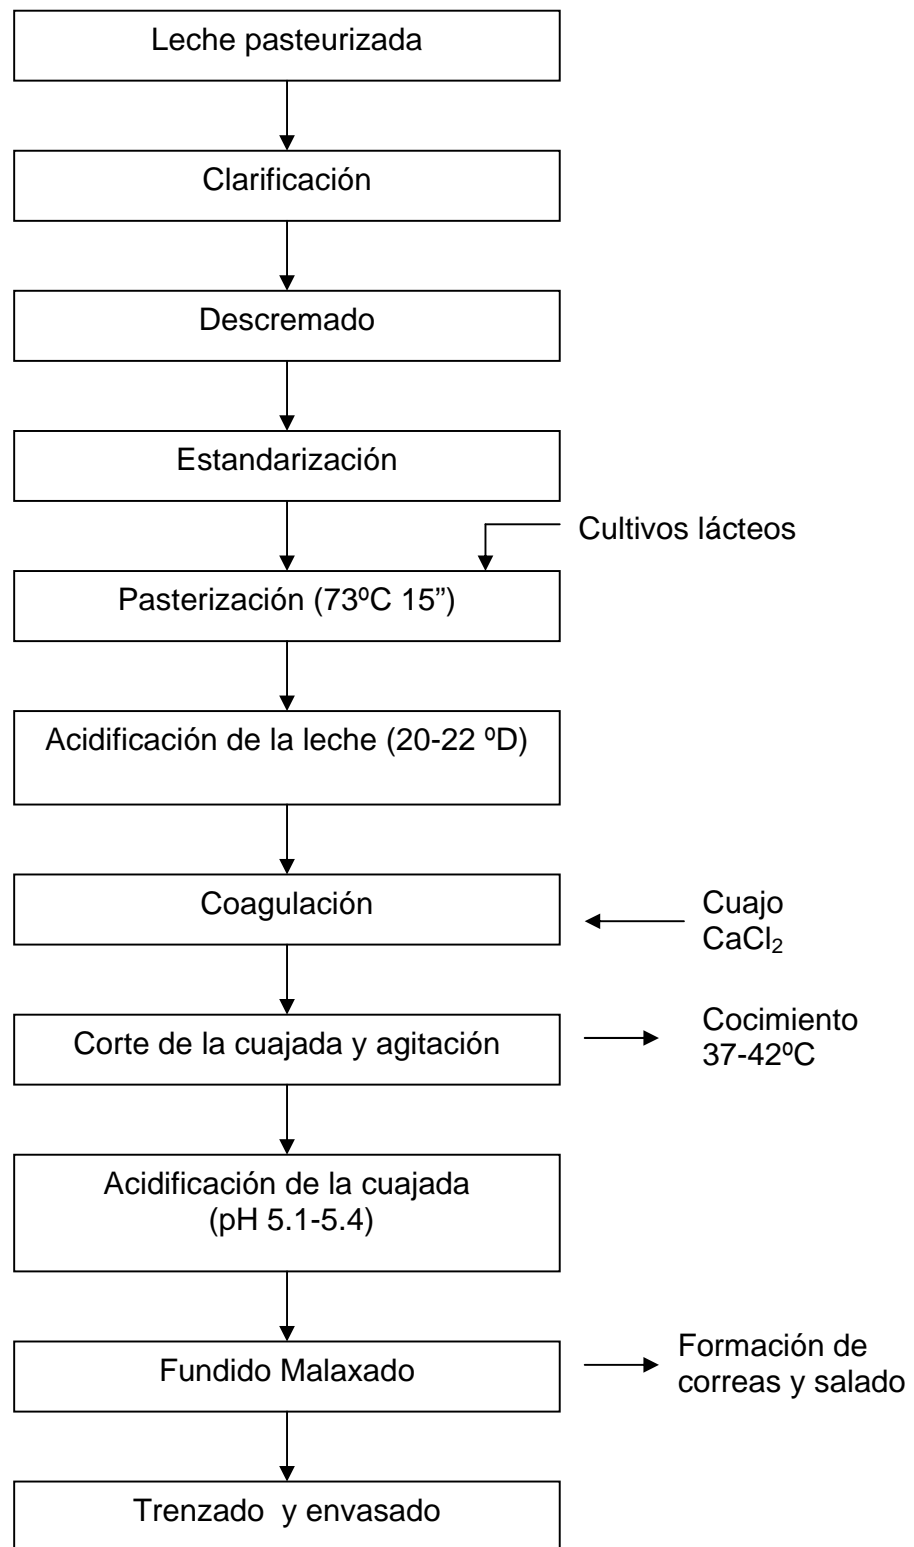 Leche pasteurizada
Clarificación
Descremado
Estandarización
Cultivos lácteos
Pasterización (73ºC 15”)
Acidificación de la leche (20-22 ºD)
Coagulación
Cuajo
CaCl₂
Corte de la cuajada y agitación
Cocimiento
37-42ºC
Acidificación de la cuajada
(pH 5.1-5.4)
Fundido Malaxado
Formación de
correas y salado
Trenzado y envasado